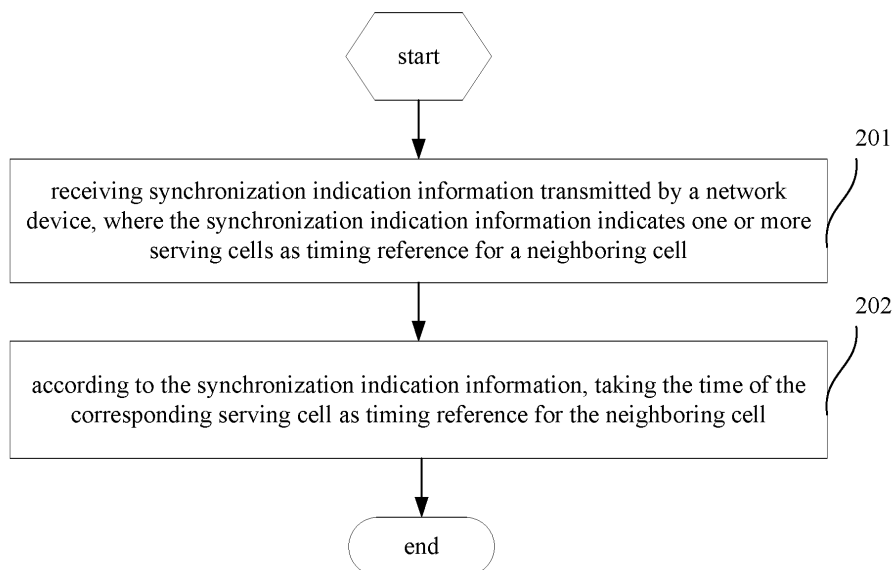 start
201
receiving synchronization indication information transmitted by a network
device, where the synchronization indication information indicates one or more
serving cells as timing reference for a neighboring cell
202
according to the synchronization indication information, taking the time of the
corresponding serving cell as timing reference for the neighboring cell
end